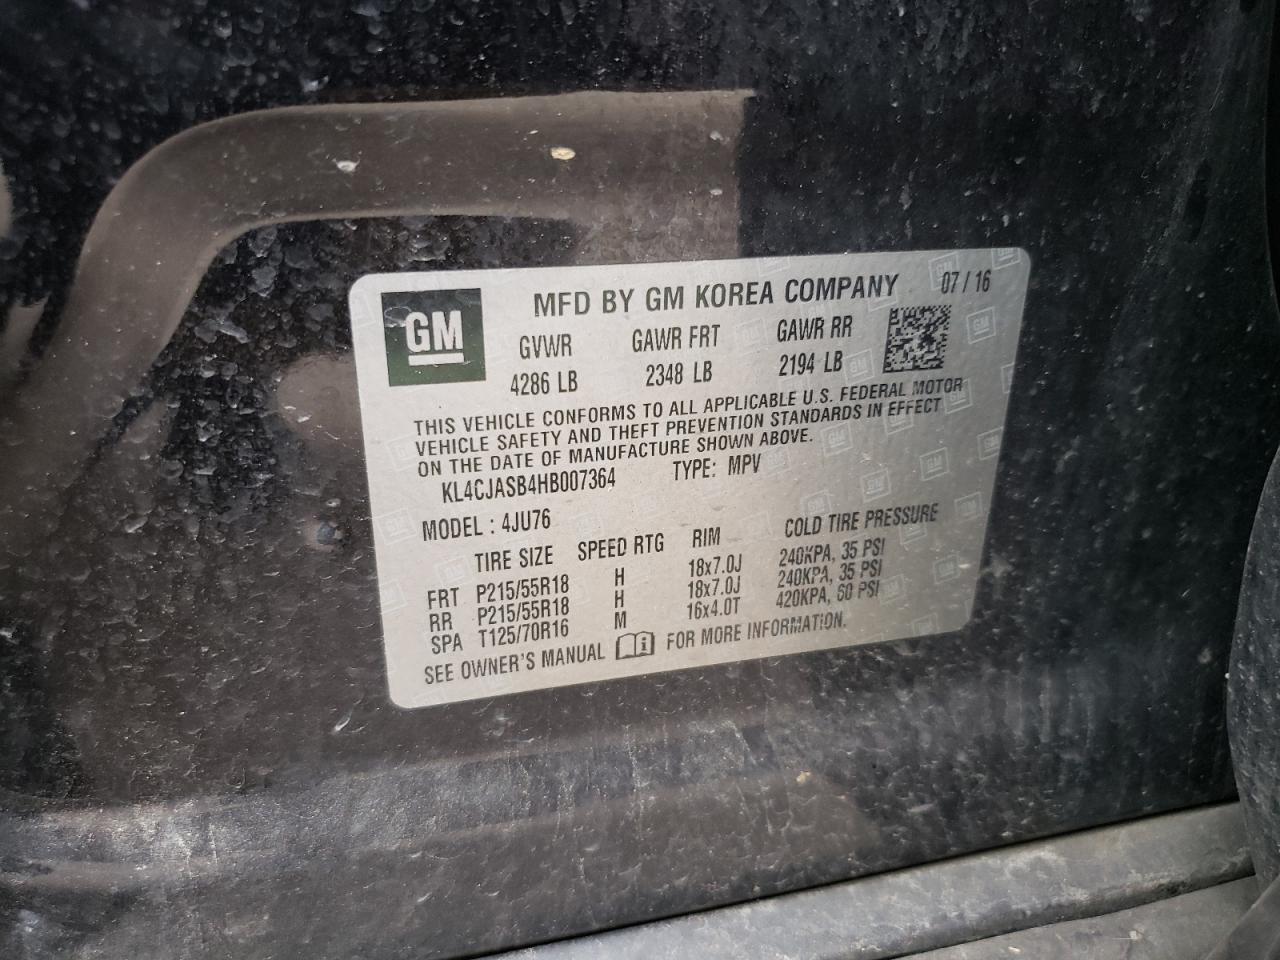 GM
MFD BY GM KOREA COMPANY 07 / 16
GVWR GAWR FRT GAWR RR
4286 LB 2348 LB 2194 LB
THIS VEHICLE CONFORMS TO ALL APPLICABLE U.S. FEDERAL MOTOR
VEHICLE SAFETY AND THEFT PREVENTION STANDARDS IN EFFECT
ON THE DATE OF MANUFACTURE SHOWN ABOVE.
KL4CJASB4HB007364 TYPE: MPV
MODEL : 4JU76
TIRE SIZE SPEED RTG RIM COLD TIRE PRESSURE
FRT P215/55R18 H 18x7.0J 240KPA, 35 PSI
RR P215/55R18 H 18x7.0J 240KPA, 35 PSI
SPA T125/70R16 M 16x4.0T 420KPA, 60 PSI
SEE OWNER'S MANUAL i FOR MORE INFORMATION.